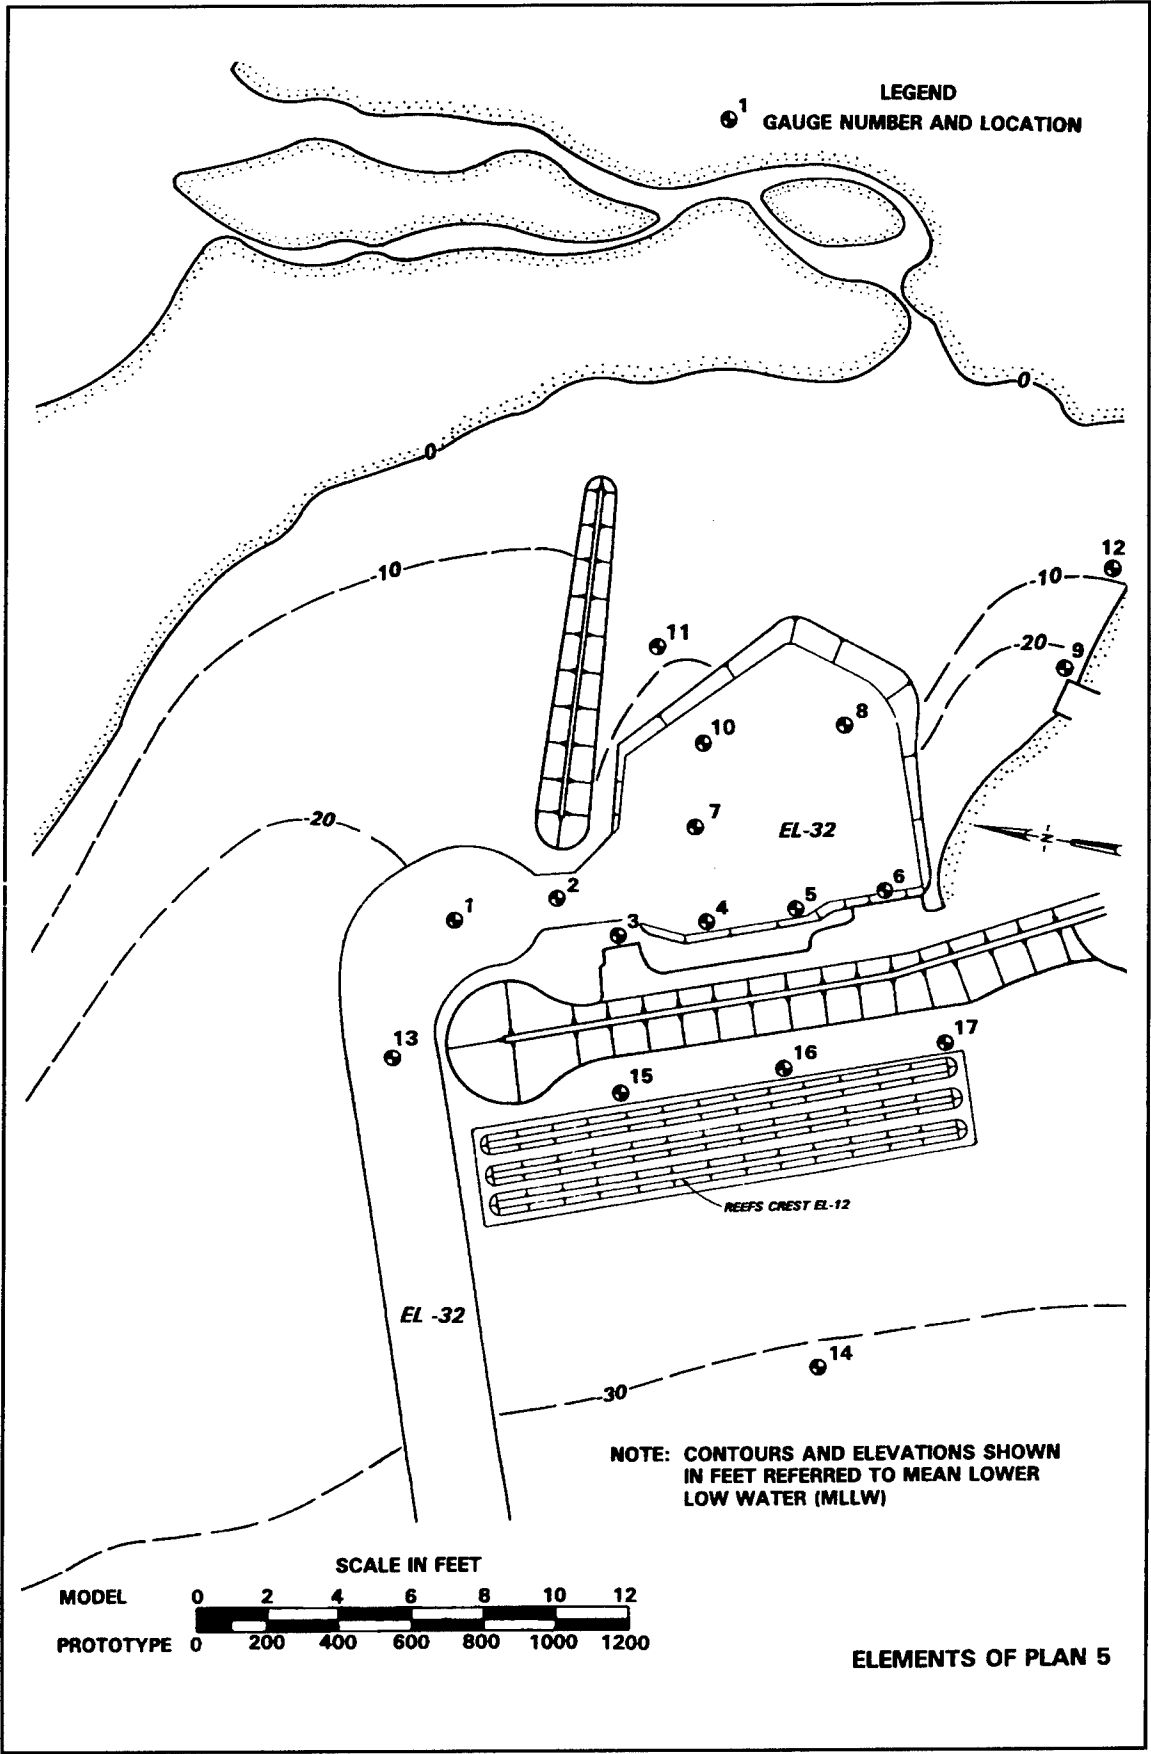 LEGEND
1
GAUGE NUMBER AND LOCATION
0
0
12
-10
-10
-20
9
11
8
10
7
EL-32
-20
N
6
2
5
1
4
3
17
13
16
15
REEFS CREST EL-12
EL -32
14
-30
NOTE: CONTOURS AND ELEVATIONS SHOWN
IN FEET REFERRED TO MEAN LOWER
LOW WATER (MLLW)
SCALE IN FEET
MODEL 0 2 4 6 8 10 12
PROTOTYPE 0 200 400 600 800 1000 1200
ELEMENTS OF PLAN 5